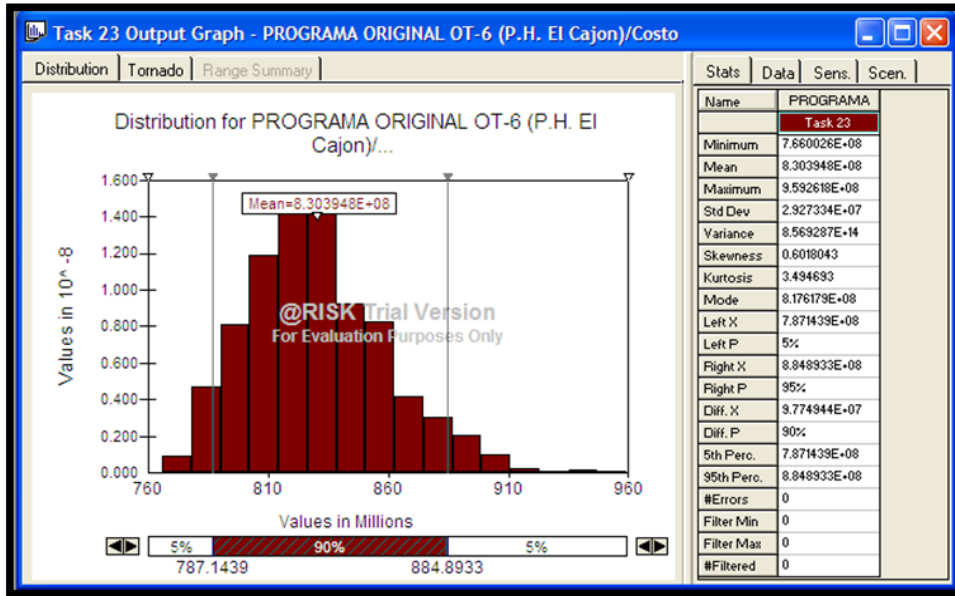 Task 23 Output Graph - PROGRAMA ORIGINAL OT-6 (P.H. El Cajon)/Costo
Distribution Tornado Range Summary
Distribution for PROGRAMA ORIGINAL OT-6 (P.H. El
Cajon)/...
Values in 10^ -8
1.600
1.400
1.200
1.000
0.800
0.600
0.400
0.200
0.000
Mean=8.303948E+08
@RISK Trial Version
For Evaluation Purposes Only
760 810 860 910 960
Values in Millions
5% 90% 5%
787.1439 884.8933
Stats Data Sens. Scen.
Name PROGRAMA
Task 23
Minimum 7.660026E+08
Mean 8.303948E+08
Maximum 9.592618E+08
Std Dev 2.927334E+07
Variance 8.569287E+14
Skewness 0.6018043
Kurtosis 3.494693
Mode 8.176179E+08
Left X 7.871439E+08
Left P 5%
Right X 8.848933E+08
Right P 95%
Diff. X 9.774944E+07
Diff. P 90%
5th Perc. 7.871439E+08
95th Perc. 8.848933E+08
#Errors 0
Filter Min 0
Filter Max 0
#Filtered 0